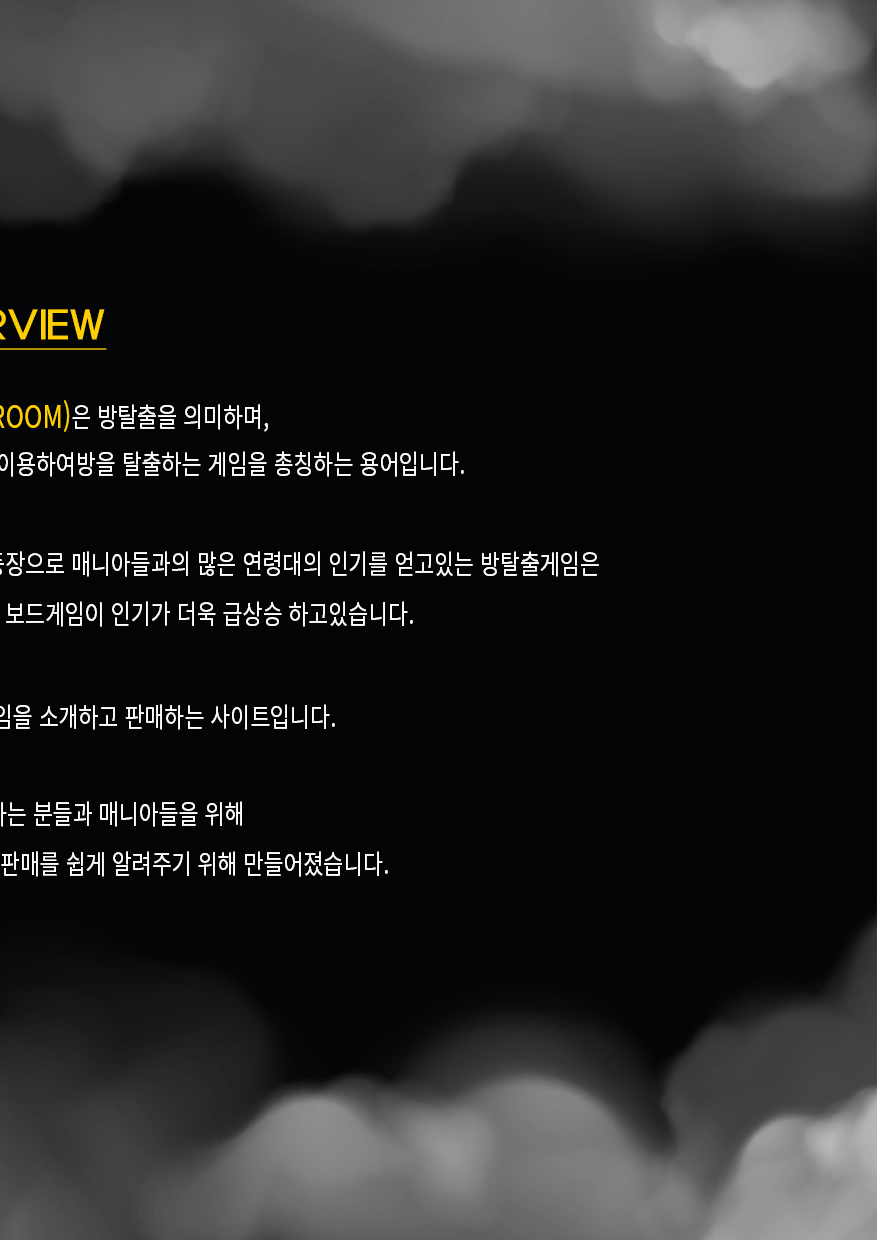 RVIEW
ROOM)은 방탈출을 의미하며,
이용하여방을 탈출하는 게임을 총칭하는 용어입니다.
등장으로 매니아들과의 많은 연령대의 인기를 얻고있는 방탈출게임은
보드게임이 인기가 더욱 급상승 하고있습니다.
임을 소개하고 판매하는 사이트입니다.
하는 분들과 매니아들을 위해
판매를 쉽게 알려주기 위해 만들어졌습니다.